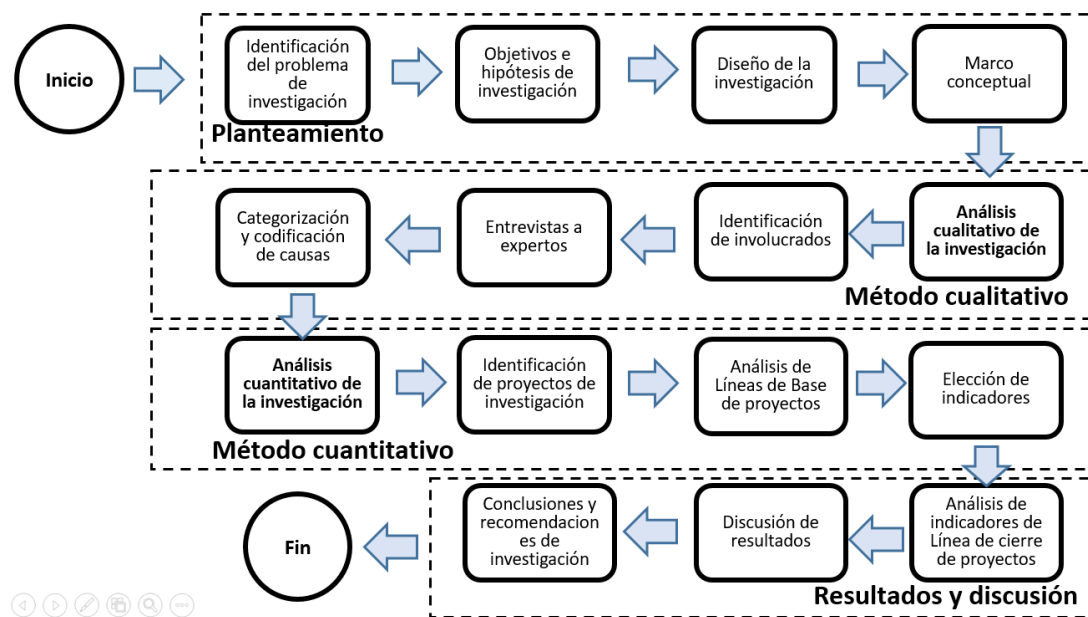 Inicio
Identificación
del problema
de
investigación
Objetivos e
hipótesis de
investigación
Diseño de la
investigación
Marco
conceptual
Planteamiento
Análisis
cualitativo de
la investigación
Identificación
de involucrados
Entrevistas a
expertos
Categorización
y codificación
de causas
Método cualitativo
Análisis
cuantitativo de
la investigación
Identificación
de proyectos de
investigación
Análisis de
Líneas de Base
de proyectos
Elección de
indicadores
Método cuantitativo
Análisis de
indicadores de
Línea de cierre
de proyectos
Discusión de
resultados
Conclusiones y
recomendacion
es de
investigación
Fin
Resultados y discusión